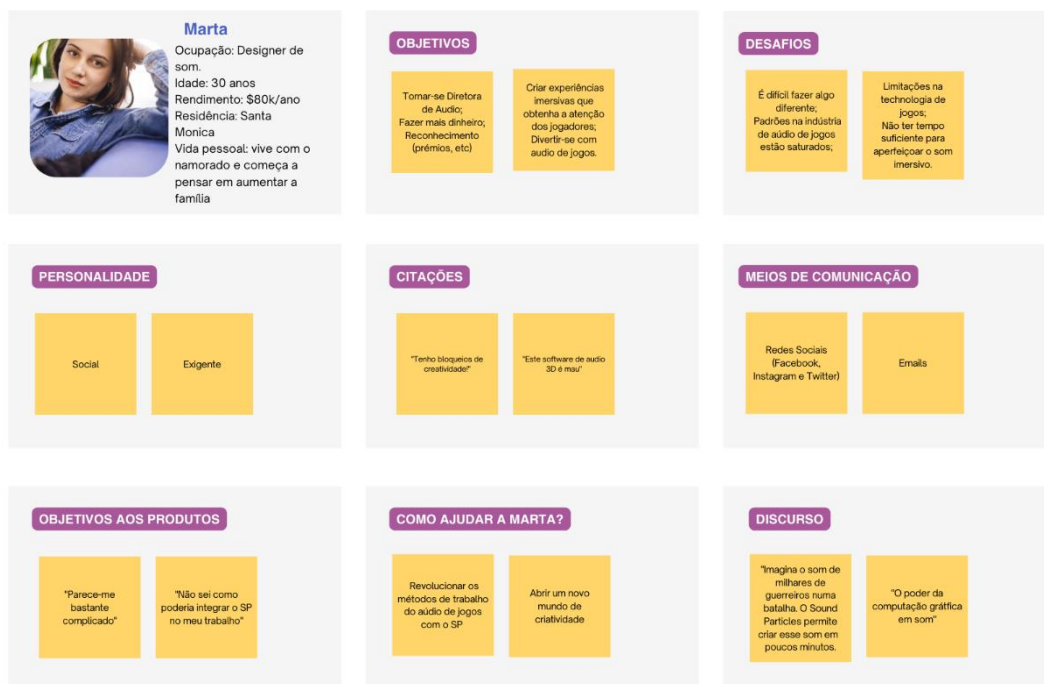 Marta
Ocupação: Designer de
som.
Idade: 30 anos
Rendimento: $80k/ano
Residência: Santa
Monica
Vida pessoal: vive com o
namorado e começa a
pensar em aumentar a
família
OBJETIVOS
Tornar-se Diretora
de Audio;
Fazer mais dinheiro;
Reconhecimento
(prémios, etc)
Criar experiências
imersivas que
obtenha a atenção
dos jogadores;
Divertir-se com
audio de jogos.
DESAFIOS
É difícil fazer algo
diferente;
Padrões na indústria
de aúdio de jogos
estão saturados;
Limitações na
technologia de
jogos;
Não ter tempo
suficiente para
aperfeiçoar o som
imersivo.
PERSONALIDADE
Social
Exigente
CITAÇÕES
"Tenho bloqueios de
creatividade!"
"Este software de audio
3D é mau"
MEIOS DE COMUNICAÇÃO
Redes Sociais
(Facebook,
Instagram e Twitter)
Emails
OBJETIVOS AOS PRODUTOS
"Parece-me
bastante
complicado"
"Não sei como
poderia integrar o SP
no meu trabalho"
COMO AJUDAR A MARTA?
Revolucionar os
métodos de trabalho
do aúdio de jogos
com o SP
Abrir um novo
mundo de
criatividade
DISCURSO
"Imagina o som de
milhares de
guerreiros numa
batalha. O Sound
Particles permite
criar esse som em
poucos minutos.
"O poder da
computação grátfica
em som"